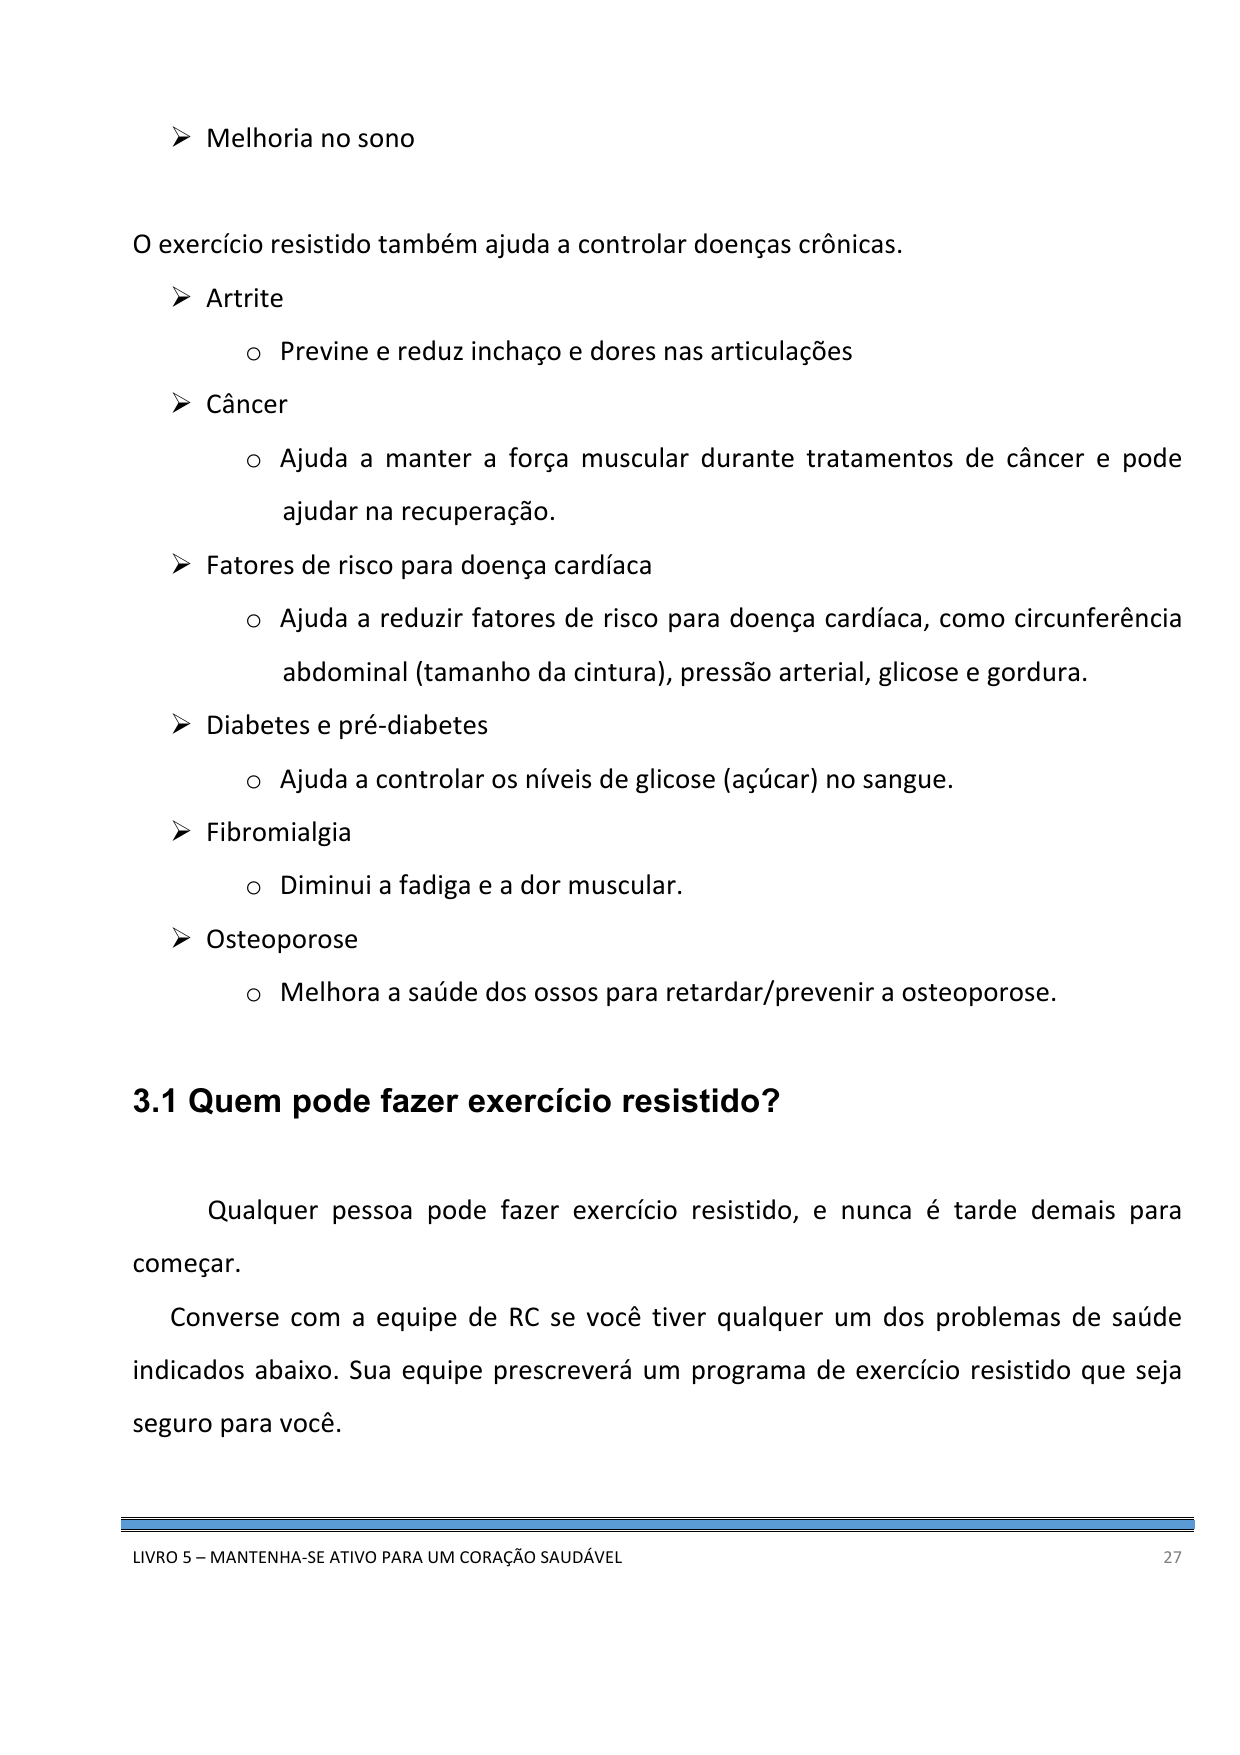 ➢ Melhoria no sono
O exercício resistido também ajuda a controlar doenças crônicas.
➢ Artrite
o Previne e reduz inchaço e dores nas articulações
➢ Câncer
o Ajuda a manter a força muscular durante tratamentos de câncer e pode
ajudar na recuperação.
➢ Fatores de risco para doença cardíaca
o Ajuda a reduzir fatores de risco para doença cardíaca, como circunferência
abdominal (tamanho da cintura), pressão arterial, glicose e gordura.
➢ Diabetes e pré-diabetes
o Ajuda a controlar os níveis de glicose (açúcar) no sangue.
➢ Fibromialgia
o Diminui a fadiga e a dor muscular.
➢ Osteoporose
o Melhora a saúde dos ossos para retardar/prevenir a osteoporose.
3.1 Quem pode fazer exercício resistido?
Qualquer pessoa pode fazer exercício resistido, e nunca é tarde demais para
começar.
Converse com a equipe de RC se você tiver qualquer um dos problemas de saúde
indicados abaixo. Sua equipe prescreverá um programa de exercício resistido que seja
seguro para você.
LIVRO 5 – MANTENHA-SE ATIVO PARA UM CORAÇÃO SAUDÁVEL 27